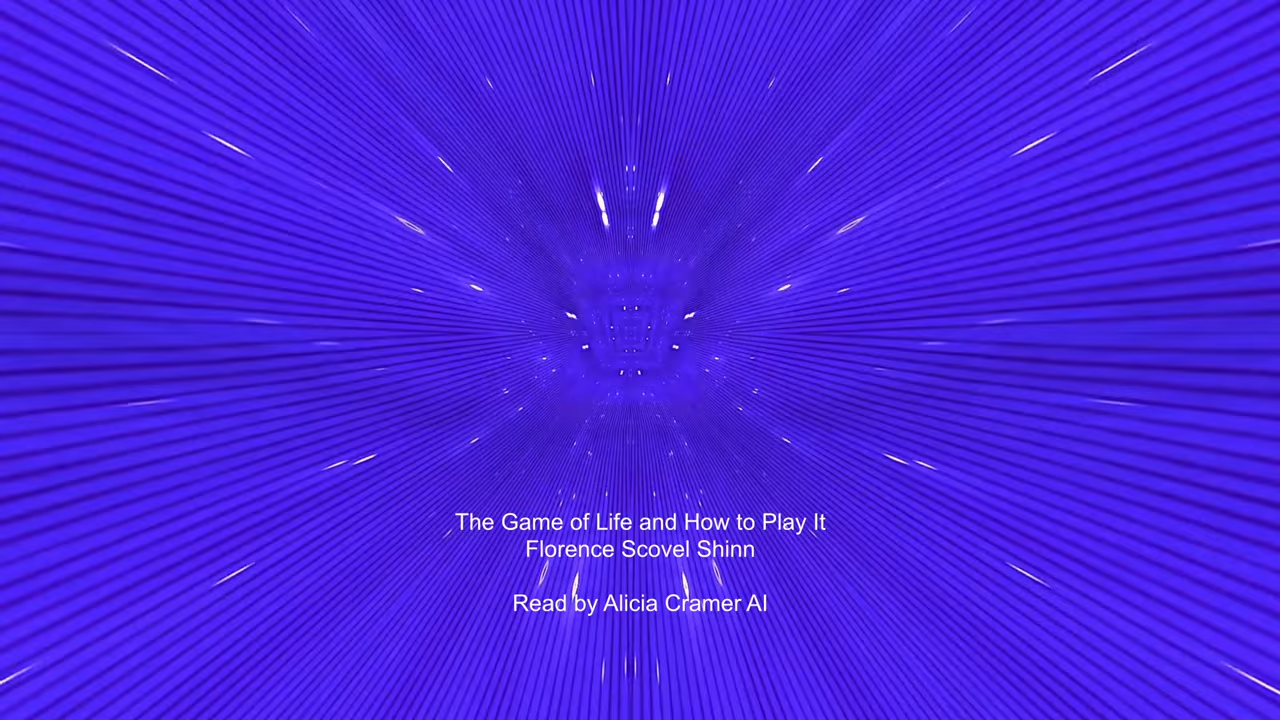 The Game of Life and How to Play It
Florence Scovel Shinn
Read by Alicia Cramer AI